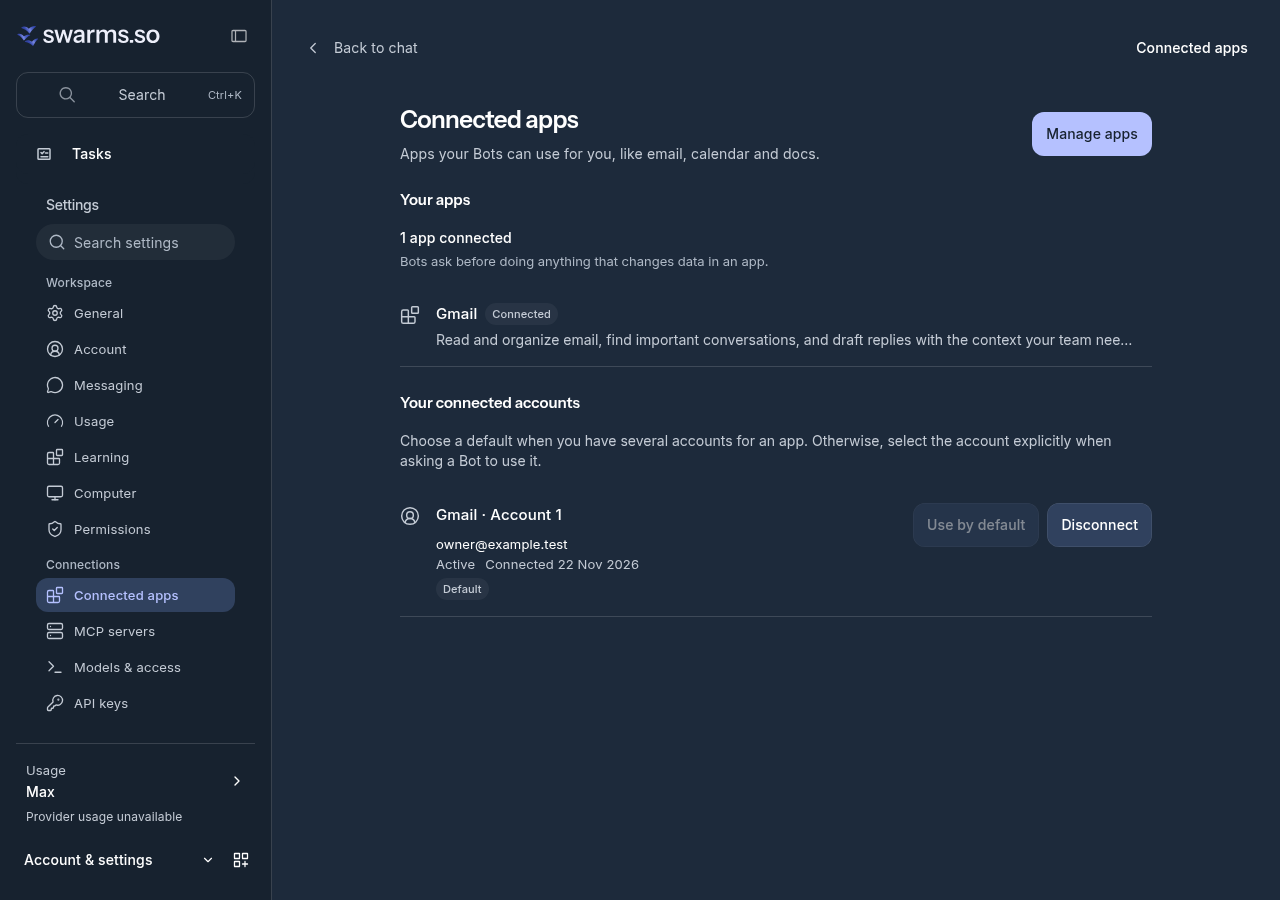 swarms.so
Search
Ctrl+K
Tasks
Settings
Search settings
Workspace
General
Account
Messaging
Usage
Learning
Computer
Permissions
Connections
Connected apps
MCP servers
Models & access
API keys
Usage
Max
Provider usage unavailable
Account & settings
Back to chat
Connected apps
Connected apps
Manage apps
Apps your Bots can use for you, like email, calendar and docs.
Your apps
1 app connected
Bots ask before doing anything that changes data in an app.
Gmail
Connected
Read and organize email, find important conversations, and draft replies with the context your team nee...
Your connected accounts
Choose a default when you have several accounts for an app. Otherwise, select the account explicitly when
asking a Bot to use it.
Gmail · Account 1
Use by default
Disconnect
owner@example.test
Active Connected 22 Nov 2026
Default